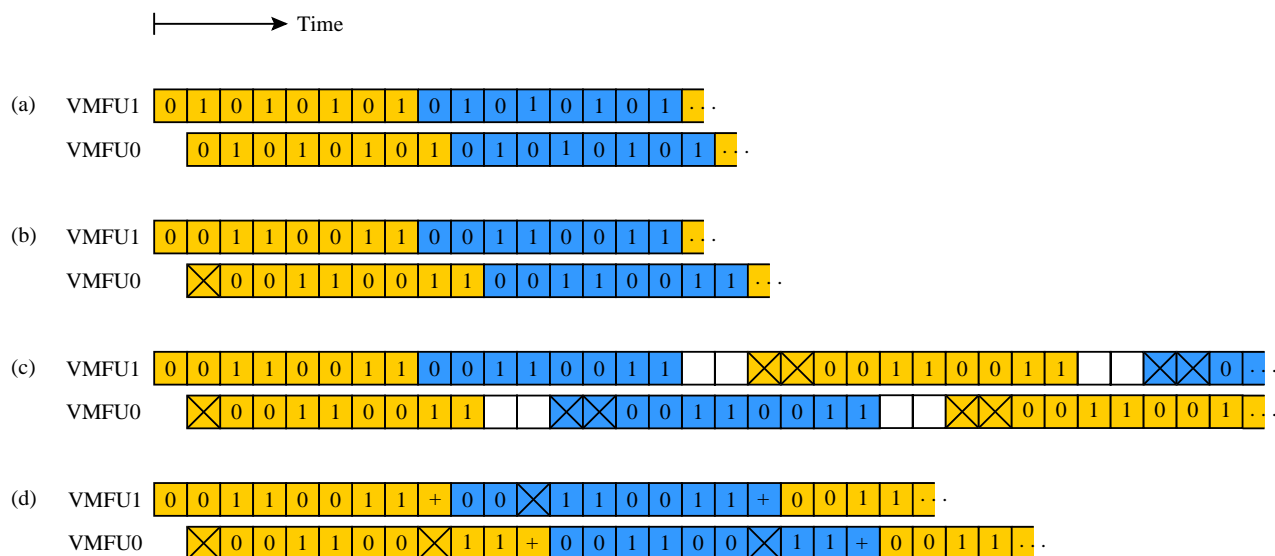 Time
(a) VMFU1 0 1 0 1 0 1 0 1 0 1 0 1 0 1 0 1 ...
VMFU0 0 1 0 1 0 1 0 1 0 1 0 1 0 1 0 1 ...
(b) VMFU1 0 0 1 1 0 0 1 1 0 0 1 1 0 0 1 1 ...
VMFU0 0 0 1 1 0 0 1 1 0 0 1 1 0 0 1 1 ...
(c) VMFU1 0 0 1 1 0 0 1 1 0 0 1 1 0 0 1 1 0 0 1 1 0 0 1 1 0 ...
VMFU0 0 0 1 1 0 0 1 1 0 0 1 1 0 0 1 1 0 0 1 1 0 0 1 ...
(d) VMFU1 0 0 1 1 0 0 1 1 + 0 0 1 1 0 0 1 1 + 0 0 1 1 ...
VMFU0 0 0 1 1 0 0 1 1 + 0 0 1 1 0 0 1 1 + 0 0 1 1 ...